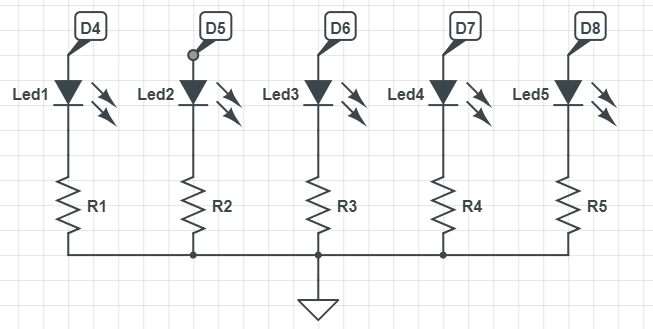 D4 D5 D6 D7 D8
Led1 Led2 Led3 Led4 Led5
R1 R2 R3 R4 R5